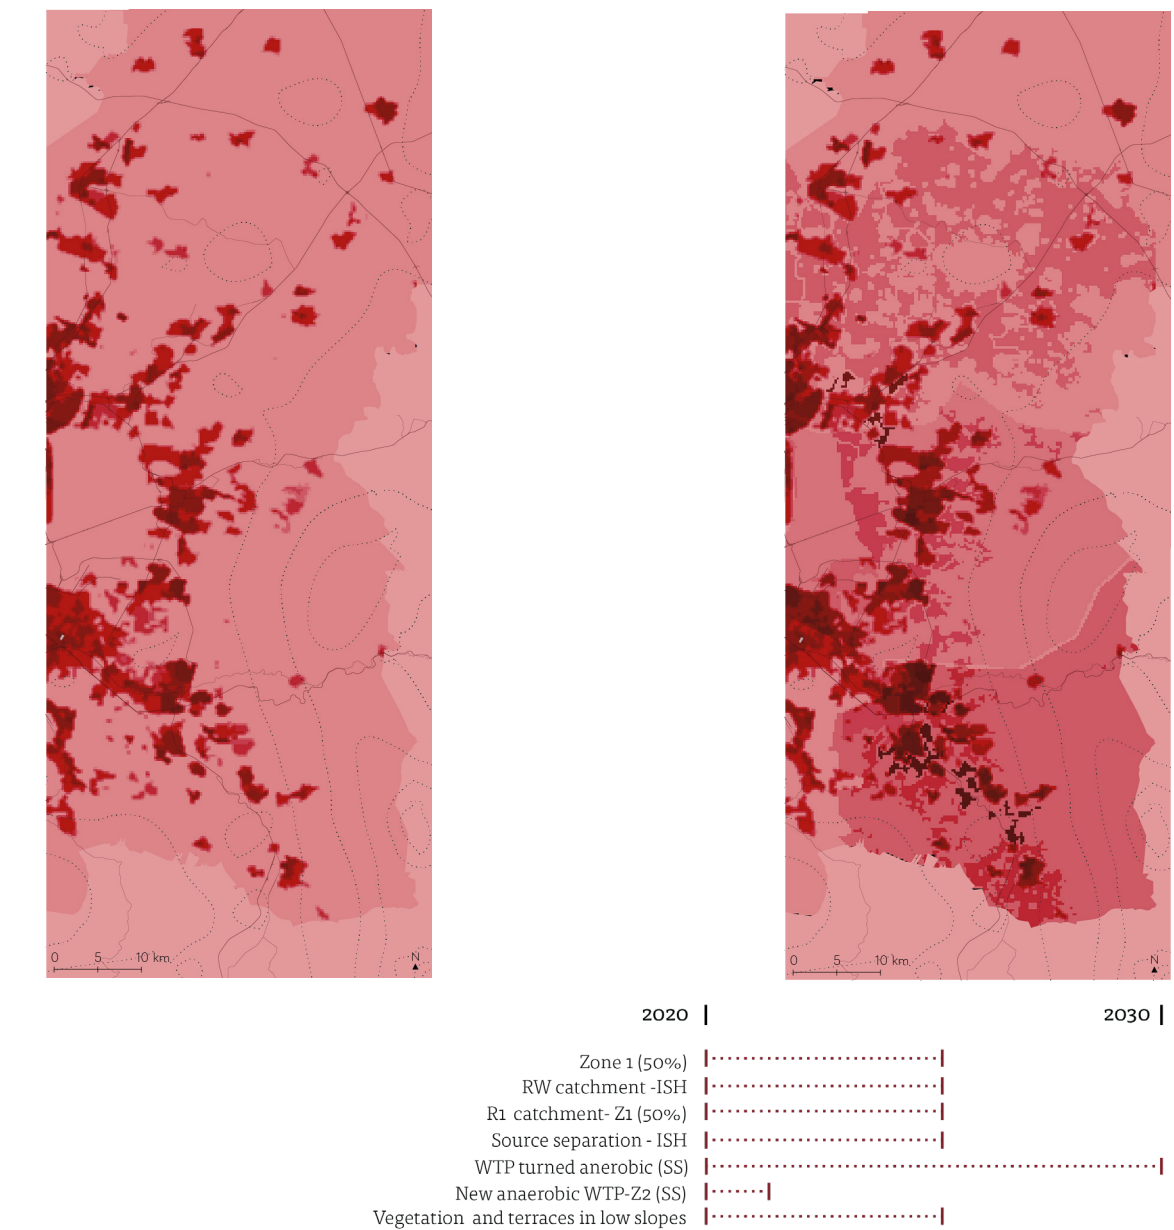 0 5 10 km
N
0 5 10 km
N
2020
2030
Zone 1 (50%)
RW catchment -ISH
R1 catchment- Z1 (50%)
Source separation - ISH
WTP turned anerobic (SS)
New anaerobic WTP-Z2 (SS)
Vegetation and terraces in low slopes